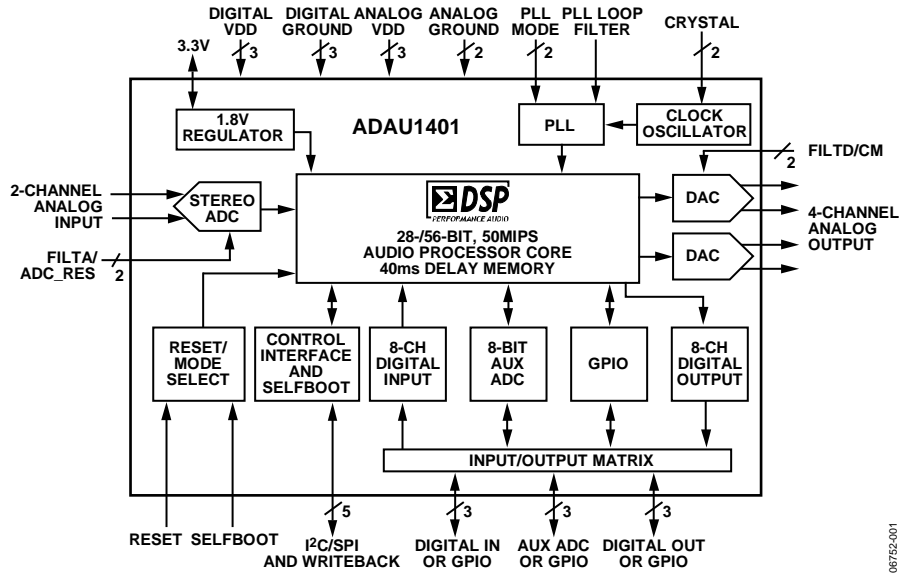 DIGITAL
VDD
DIGITAL
GROUND
ANALOG
VDD
ANALOG
GROUND
PLL
MODE
PLL LOOP
FILTER
CRYSTAL
3.3V
3
3
3
2
2
2
1.8V
REGULATOR
ADAU1401
PLL
CLOCK
OSCILLATOR
FILTD/CM
2
2-CHANNEL
ANALOG
INPUT
STEREO
ADC
DSP
PERFORMANCE AUDIO
28-/56-BIT, 50MIPS
AUDIO PROCESSOR CORE
40ms DELAY MEMORY
DAC
DAC
4-CHANNEL
ANALOG
OUTPUT
FILTA/
ADC_RES
2
RESET/
MODE
SELECT
CONTROL
INTERFACE
AND
SELFBOOT
8-CH
DIGITAL
INPUT
8-BIT
AUX
ADC
GPIO
8-CH
DIGITAL
OUTPUT
INPUT/OUTPUT MATRIX
5
3
3
3
RESET
SELFBOOT
I2C/SPI
AND WRITEBACK
DIGITAL IN
OR GPIO
AUX ADC
OR GPIO
DIGITAL OUT
OR GPIO
06752-001